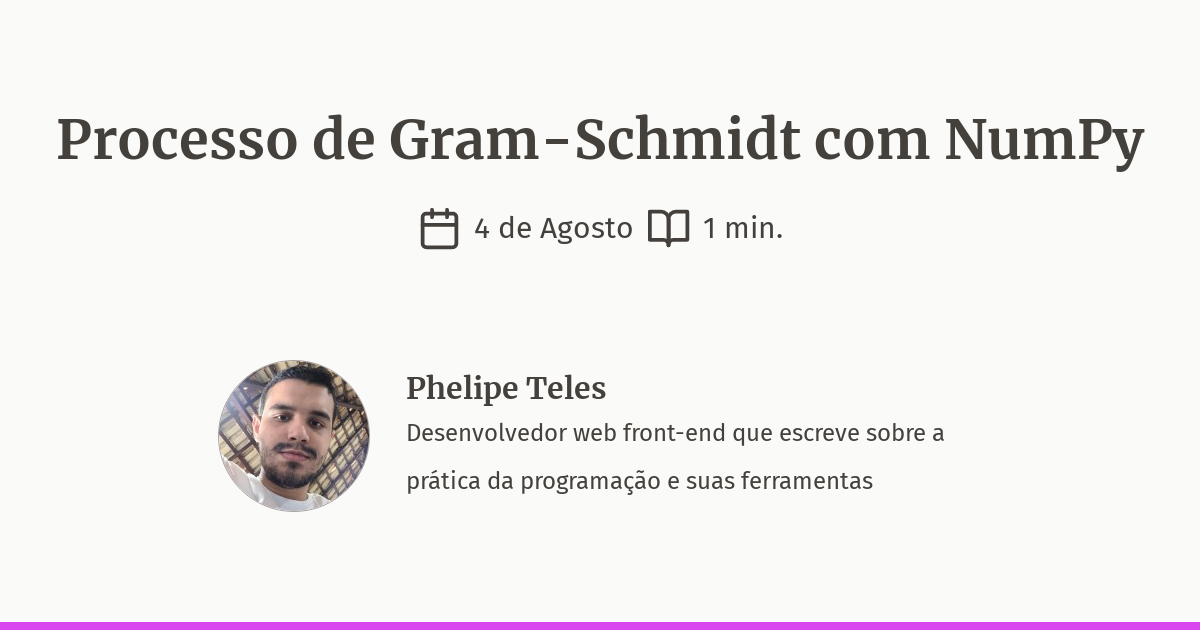 Processo de Gram-Schmidt com NumPy
4 de Agosto 1 min.
Phelipe Teles
Desenvolvedor web front-end que escreve sobre a
prática da programação e suas ferramentas